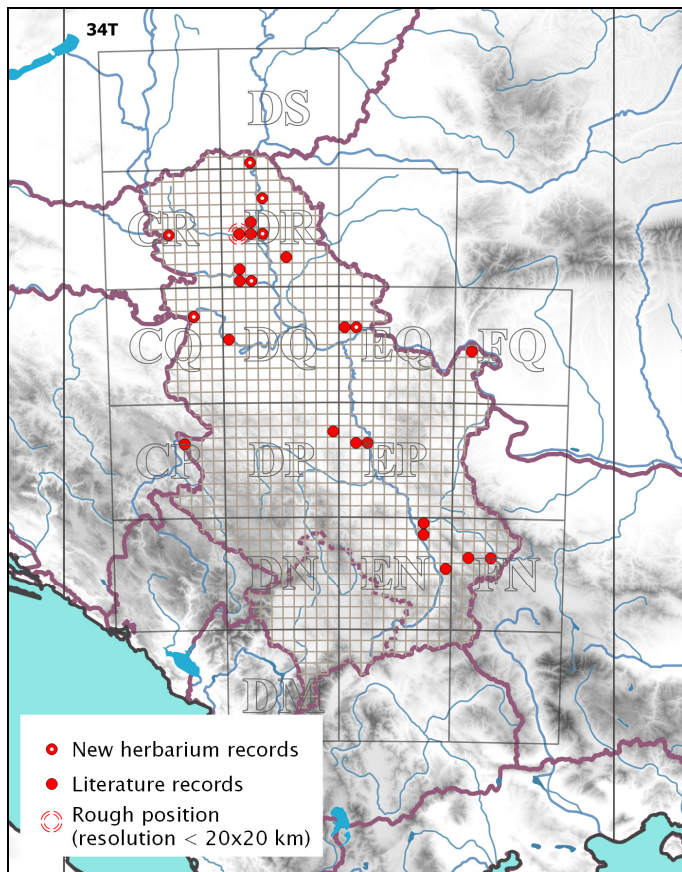 34T
DS
CR DR
CQ DQ EQ FQ
CP DP EP
DN EN FN
DM
New herbarium records
Literature records
Rough position
(resolution < 20x20 km)